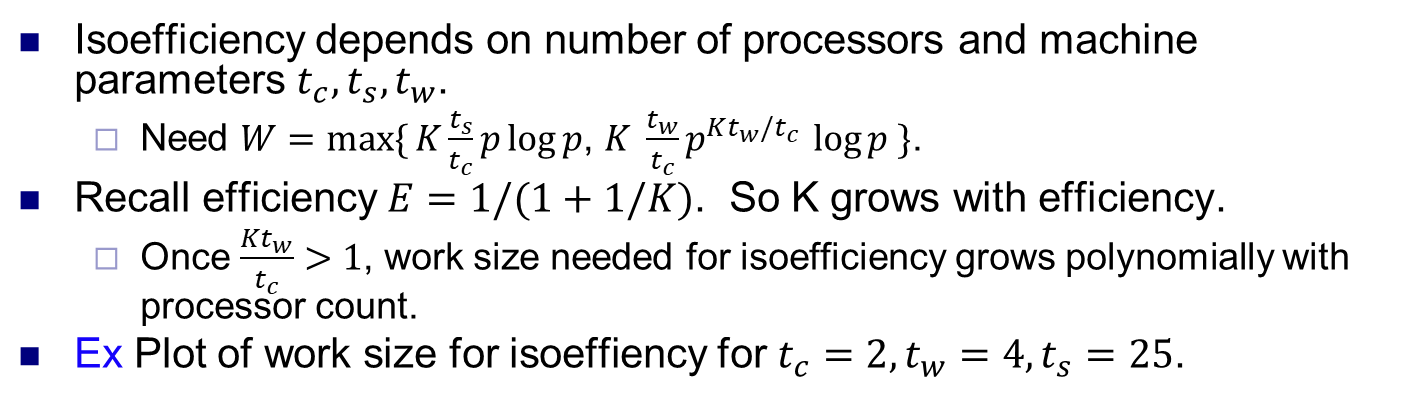 ■ Isoefficiency depends on number of processors and machine
parameters $t_c, t_s, t_w$.
□ Need $W = \max\{ K \frac{t_s}{t_c} p \log p, K \frac{t_w}{t_c} p^{Kt_w/t_c} \log p \}$.
■ Recall efficiency $E = 1/(1 + 1/K)$. So K grows with efficiency.
□ Once $\frac{Kt_w}{t_c} > 1$, work size needed for isoefficiency grows polynomially with
processor count.
■ Ex Plot of work size for isoeffiency for $t_c = 2, t_w = 4, t_s = 25$.